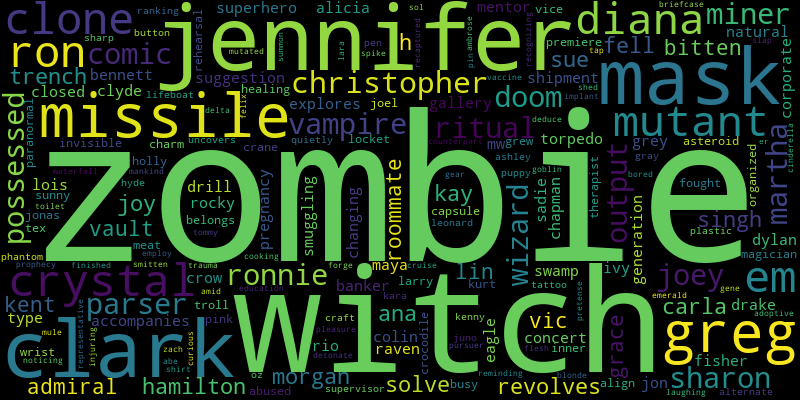 clone
jennifer
diana
miner
ron
comic
mask
missile
christopher
zombie
witch
vampire
mutant
doom
ritual
crystal
clark
greg
em
parser
ronnie
kent
possessed
trench
closed
clyde
bennett
suggestion
healing
superhero
alicia
mentor
vice
h
sue
fell
bitten
natural
premiere
shipment
gallery
explores
joel
corporate
martha
singh
output
wizard
roommate
kay
lin
joey
carla
drake
sharon
fisher
jon
align
revolves
solve
busy
morgan
hamilton
admiral
wrist
type
accompanies
crow
troll
pink
vault
joy
lois
sunny
jonas
tex
meat
holly
hyde
charm
invisible
paranormal
phantom
prophecy
finished
employ
smitten
trauma
drill
rocky
belongs
pregnancy
smuggling
changing
locket
crane
quietly
uncovers
lifeboat
delta
felix
rehearsal
button
sharp
ranking
mutated
summon
lara
pen
spike
recaptured
ambrose
pin
recognizing
sol
tap
slap
briefcase
cinderella
er
shed
implant
vaccine
torpedo
deduce
counterpart
grew
mw
ashley
puppy
goblin
grey
gray
asteroid
bored
fought
organized
plastic
dylan
magician
therapist
chapman
sadie
generation
capsule
leonard
gear
swamp
tattoo
ivy
emerald
gene
adoptive
alternate
laughing
grace
vic
concert
inner
flesh
pretense
eagle
juno
pursuer
kenny
crocodile
raven
ana
colin
rio
larry
kurt
cruise
maya
banker
kara
forge
cooking
tommy
craft
pleasure
detonate
amid
education
oz
abused
supervisor
reminding
blonde
waterfall
mankind
toilet
mule
noticing
injuring
representative
zach
abe
shirt
curious